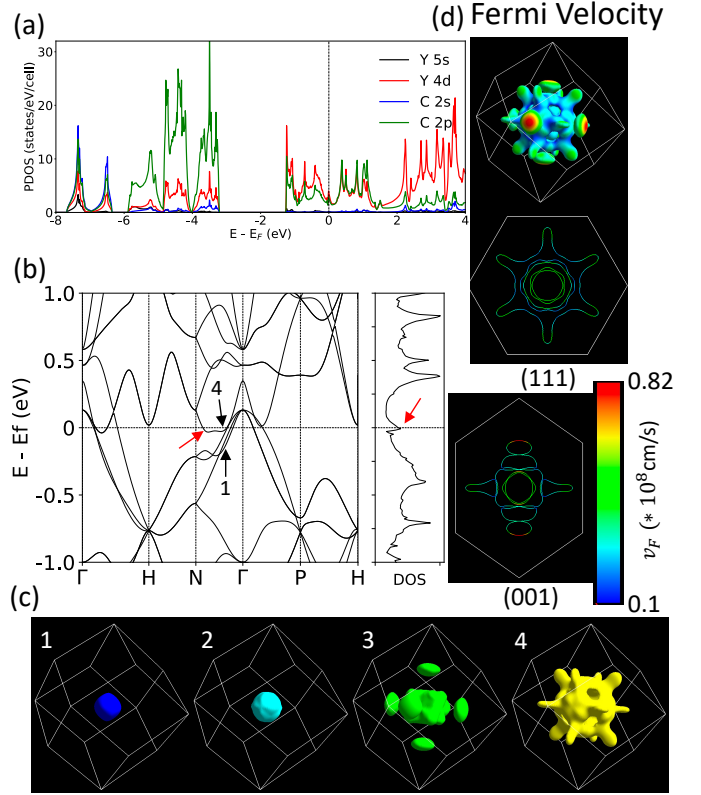 (a)
30
20
10
0
PDOS (states/eV/cell)
Y 5s
Y 4d
C 2s
C 2p
-8 -6 -4 -2 0 2 4
E - E_F (eV)
(b)
1.0
0.5
0
-0.5
-1.0
E - Ef (eV)
4
1
Γ H N Γ P H
DOS
(c)
1
2
3
4
(d) Fermi Velocity
(111)
(001)
0.82
v_F (* 10^8cm/s)
0.1